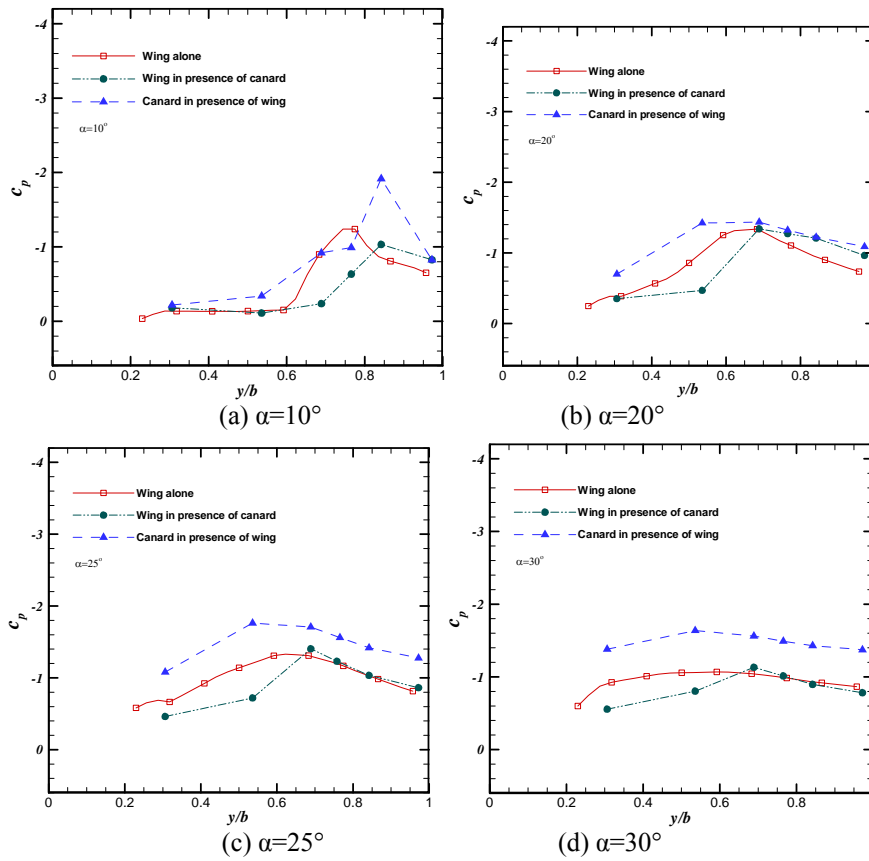 -4
-3
-2
-1
0
c_p
Wing alone
Wing in presence of canard
Canard in presence of wing
α=10°
0 0.2 0.4 0.6 0.8 1
y/b
(a) α=10°
-4
-3
-2
-1
0
c_p
Wing alone
Wing in presence of canard
Canard in presence of wing
α=20°
0 0.2 0.4 0.6 0.8
y/b
(b) α=20°
-4
-3
-2
-1
0
c_p
Wing alone
Wing in presence of canard
Canard in presence of wing
α=25°
0 0.2 0.4 0.6 0.8 1
y/b
(c) α=25°
-4
-3
-2
-1
0
c_p
Wing alone
Wing in presence of canard
Canard in presence of wing
α=30°
0 0.2 0.4 0.6 0.8
y/b
(d) α=30°